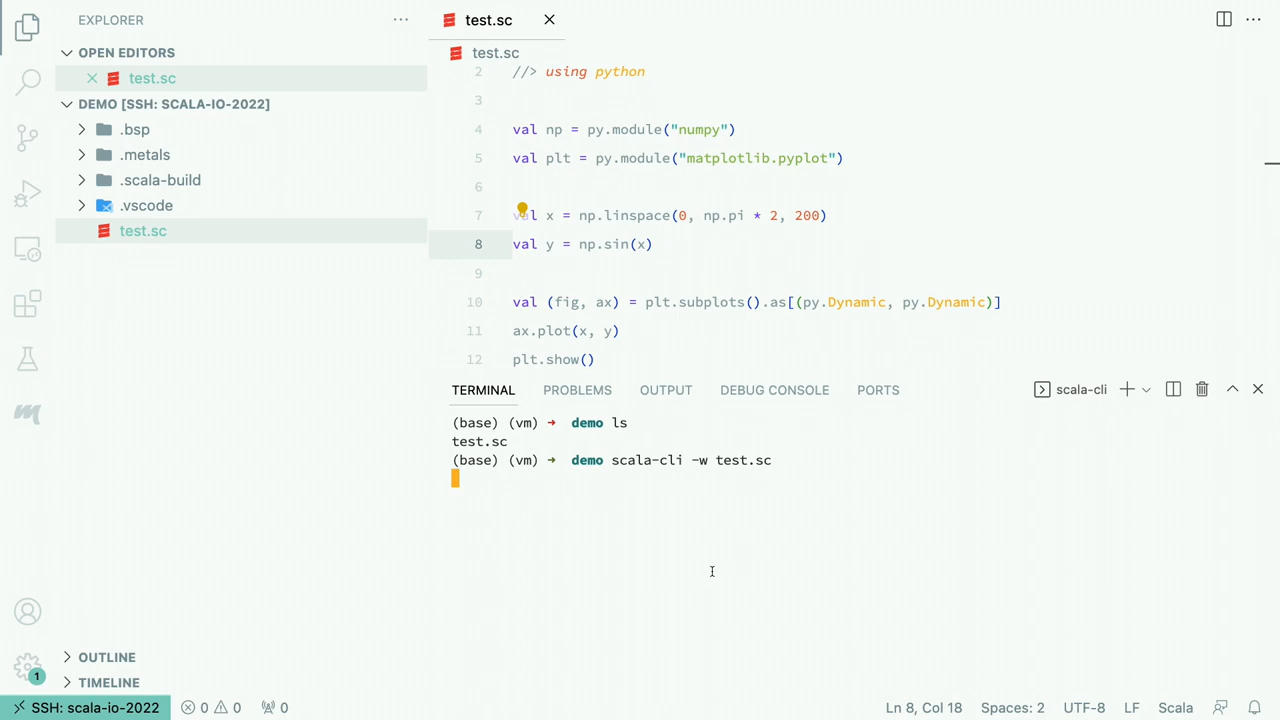 EXPLORER
OPEN EDITORS
test.sc
DEMO [SSH: SCALA-IO-2022]
.bsp
.metals
.scala-build
.vscode
test.sc
OUTLINE
TIMELINE
test.sc
test.sc
2 //> using python
3
4 val np = py.module("numpy")
5 val plt = py.module("matplotlib.pyplot")
6
7 val x = np.linspace(0, np.pi * 2, 200)
8 val y = np.sin(x)
9
10 val (fig, ax) = plt.subplots().as[(py.Dynamic, py.Dynamic)]
11 ax.plot(x, y)
12 plt.show()
TERMINAL PROBLEMS OUTPUT DEBUG CONSOLE PORTS scala-cli
(base) (vm) ➜ demo ls
test.sc
(base) (vm) ➜ demo scala-cli -w test.sc
1
SSH: scala-io-2022 0 0 0 Ln 8, Col 18 Spaces: 2 UTF-8 LF Scala